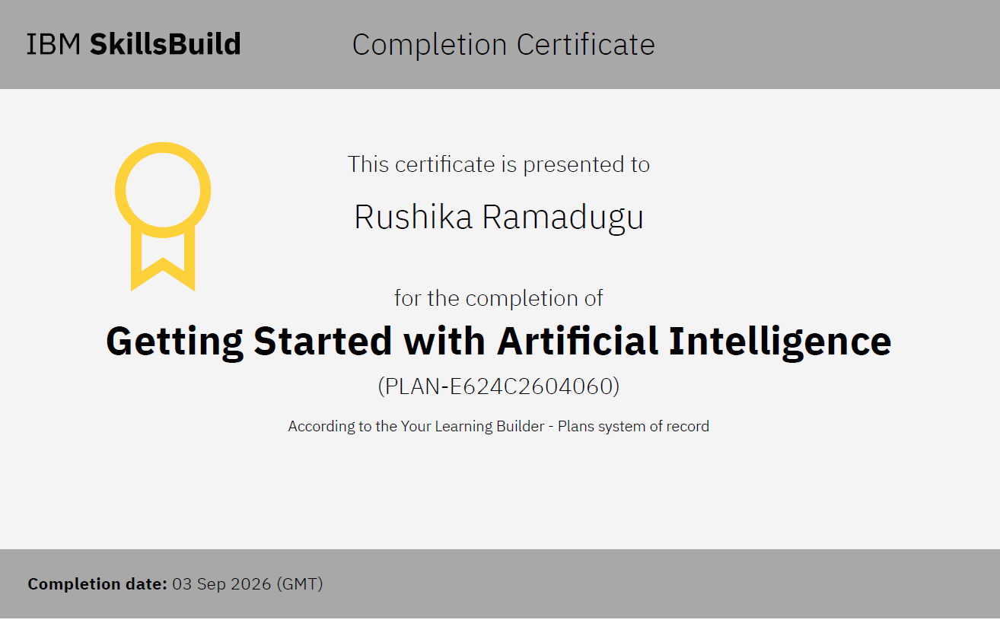 IBM SkillsBuild
Completion Certificate
This certificate is presented to
Rushika Ramadugu
for the completion of
Getting Started with Artificial Intelligence
(PLAN-E624C2604060)
According to the Your Learning Builder - Plans system of record
Completion date: 03 Sep 2026 (GMT)